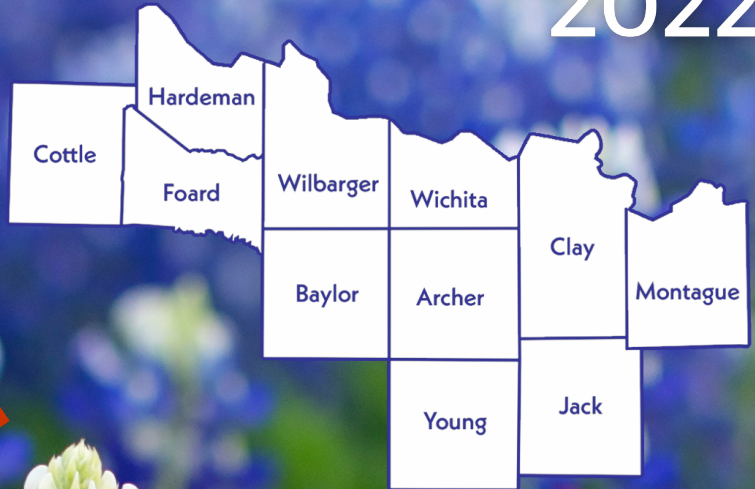 2022
Hardeman
Cottle
Foard
Wilbarger
Wichita
Clay
Baylor
Archer
Montague
Young
Jack